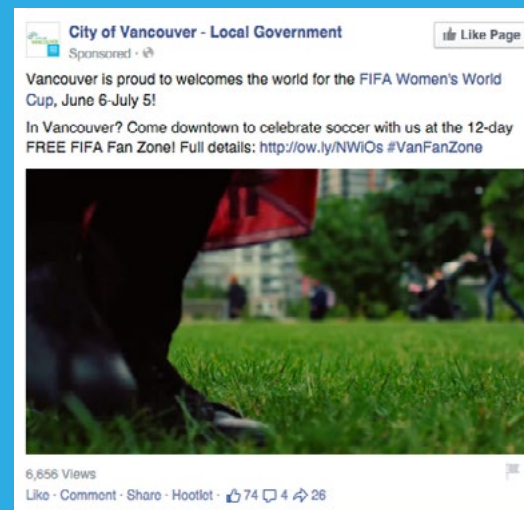 City of Vancouver - Local Government
Like Page
Sponsored ·
Vancouver is proud to welcomes the world for the FIFA Women's World
Cup, June 6-July 5!
In Vancouver? Come downtown to celebrate soccer with us at the 12-day
FREE FIFA Fan Zone! Full details: http://ow.ly/NWiOs #VanFanZone
6,656 Views
Like · Comment · Share · Hootlet · 74 4 26